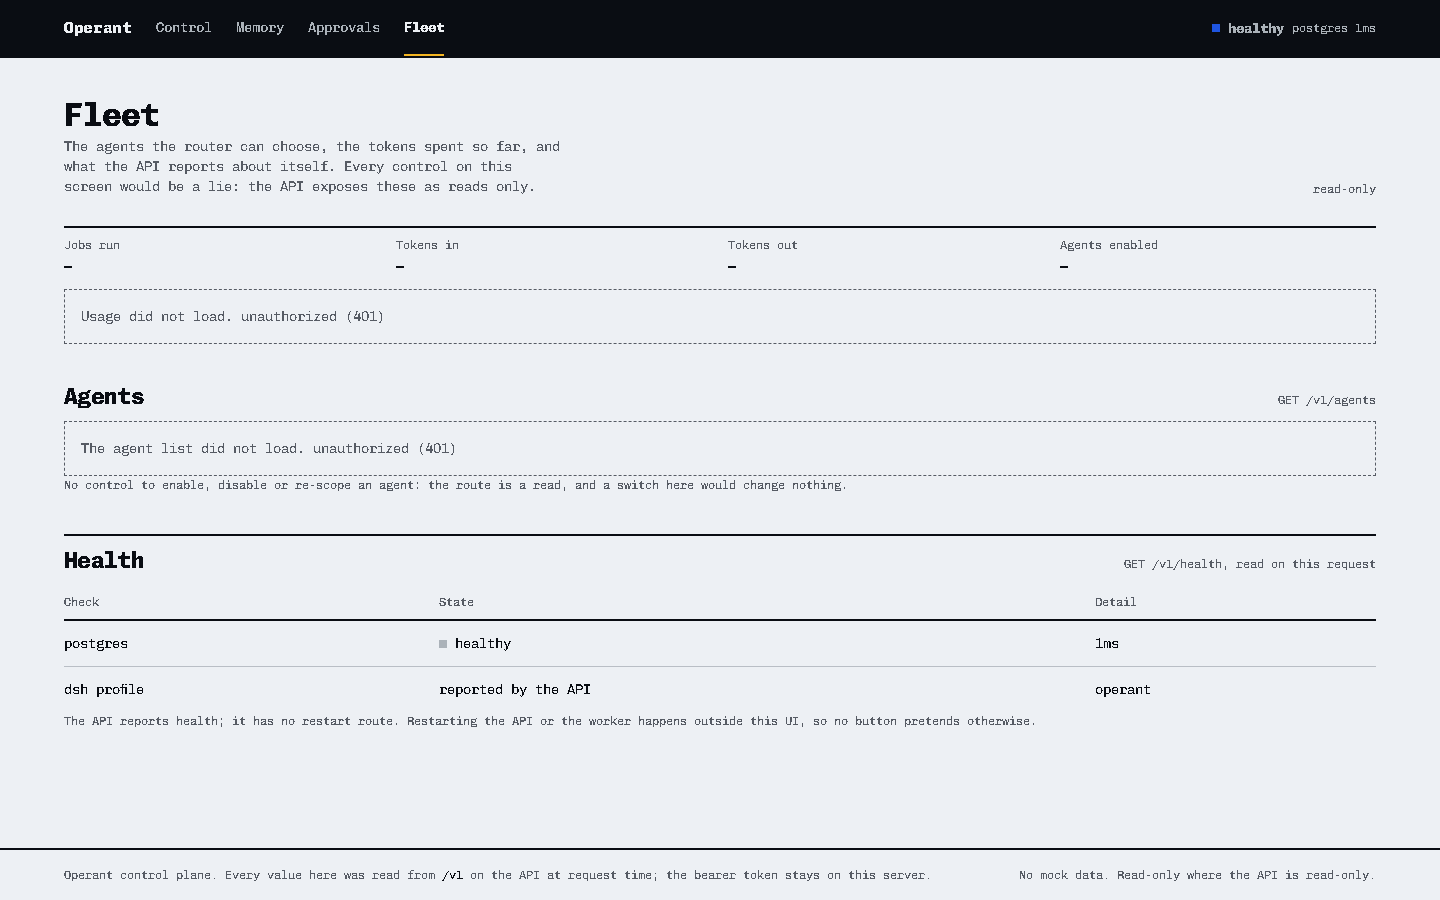 Operant Control Memory Approvals Fleet healthy postgres 1ms
Fleet
The agents the router can choose, the tokens spent so far, and
what the API reports about itself. Every control on this
screen would be a lie: the API exposes these as reads only.
read-only
Jobs run Tokens in Tokens out Agents enabled
— — — —
Usage did not load. unauthorized (401)
Agents GET /v1/agents
The agent list did not load. unauthorized (401)
No control to enable, disable or re-scope an agent: the route is a read, and a switch here would change nothing.
Health GET /v1/health, read on this request
Check State Detail
postgres healthy 1ms
dsh profile reported by the API operant
The API reports health; it has no restart route. Restarting the API or the worker happens outside this UI, so no button pretends otherwise.
Operant control plane. Every value here was read from /v1 on the API at request time; the bearer token stays on this server. No mock data. Read-only where the API is read-only.